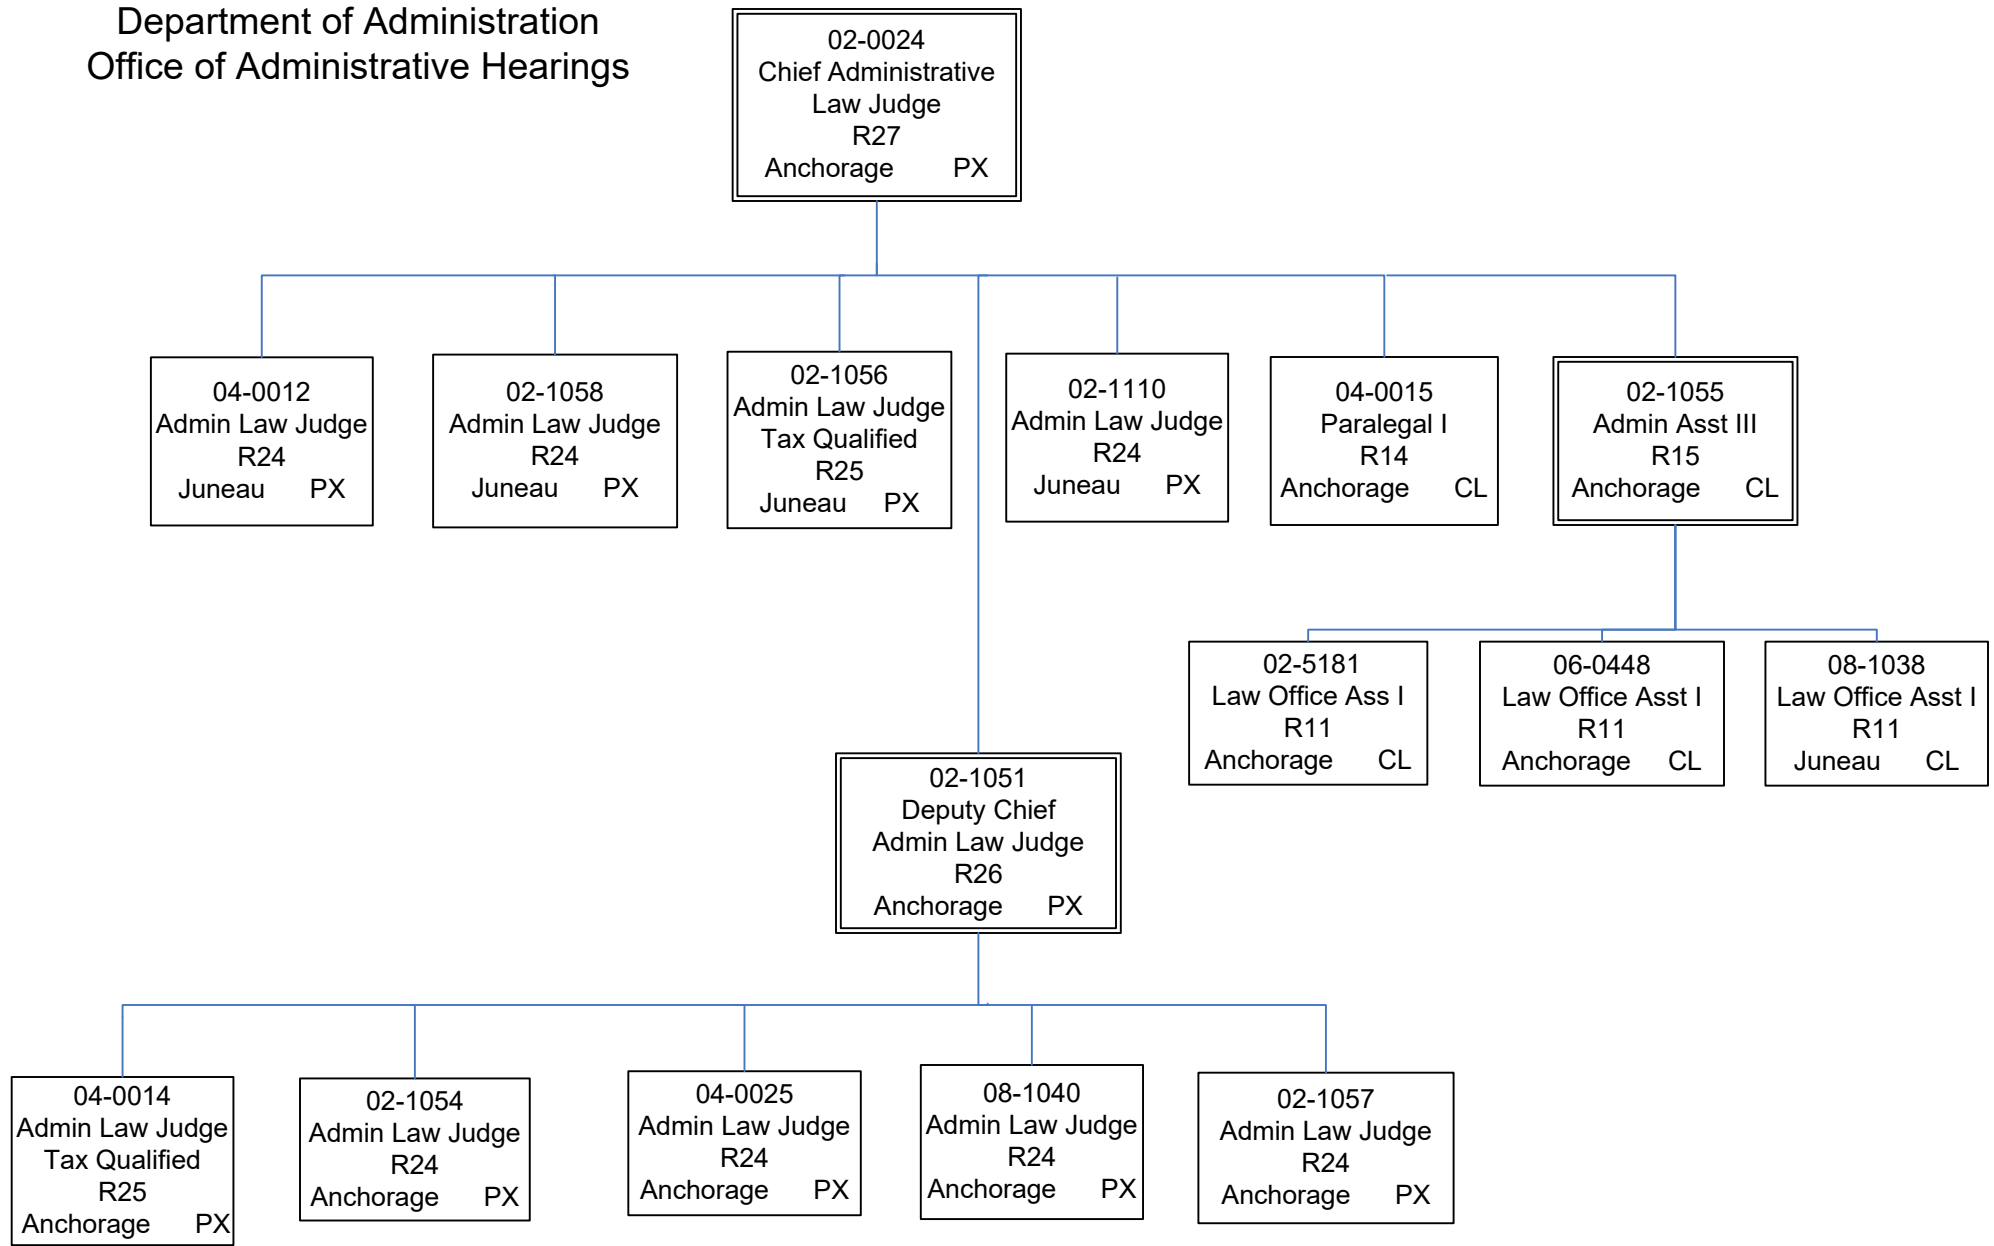 Department of Administration
Office of Administrative Hearings
02-0024
Chief Administrative
Law Judge
R27
Anchorage PX
04-0012
Admin Law Judge
R24
Juneau PX
02-1058
Admin Law Judge
R24
Juneau PX
02-1056
Admin Law Judge
Tax Qualified
R25
Juneau PX
02-1110
Admin Law Judge
R24
Juneau PX
04-0015
Paralegal I
R14
Anchorage CL
02-1055
Admin Asst III
R15
Anchorage CL
02-5181
Law Office Ass I
R11
Anchorage CL
06-0448
Law Office Asst I
R11
Anchorage CL
08-1038
Law Office Asst I
R11
Juneau CL
02-1051
Deputy Chief
Admin Law Judge
R26
Anchorage PX
04-0014
Admin Law Judge
Tax Qualified
R25
Anchorage PX
02-1054
Admin Law Judge
R24
Anchorage PX
04-0025
Admin Law Judge
R24
Anchorage PX
08-1040
Admin Law Judge
R24
Anchorage PX
02-1057
Admin Law Judge
R24
Anchorage PX